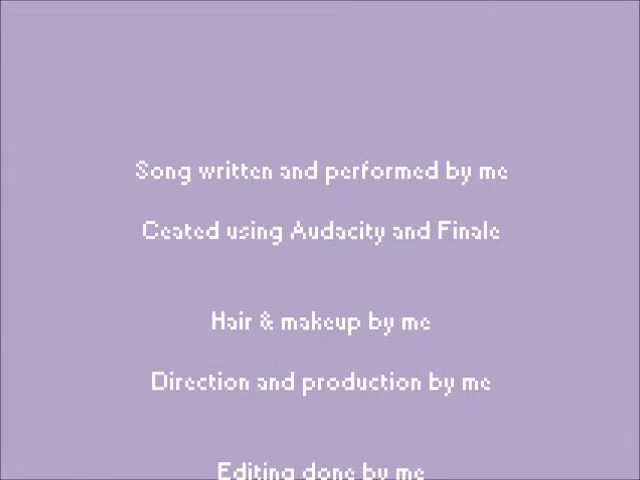 Song written and performed by me
Ceated using Audacity and Finale
Hair & makeup by me
Direction and production by me
Editing done by me